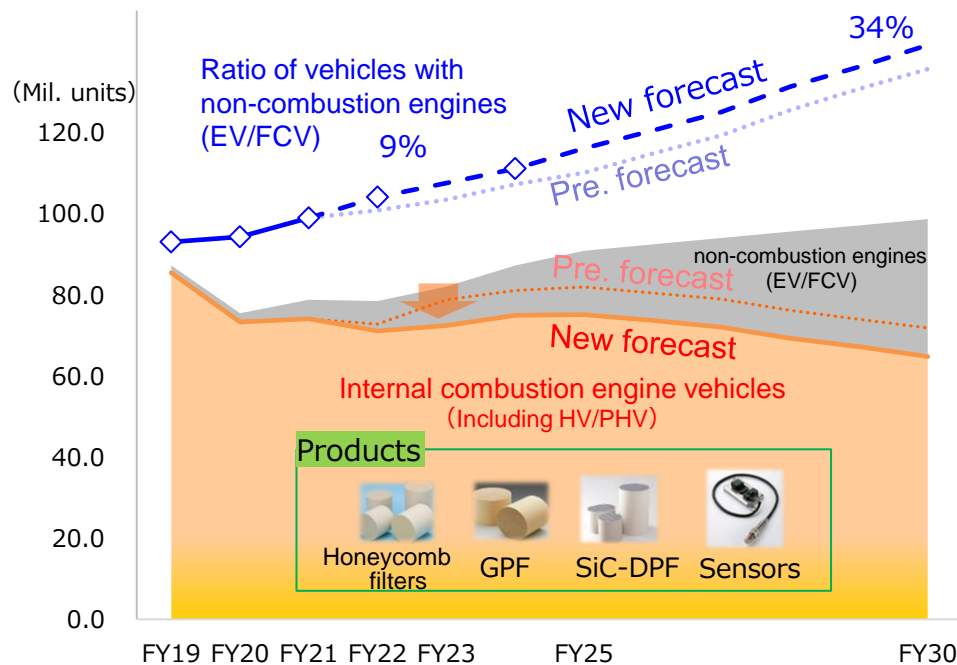 34%
(Mil. units)
Ratio of vehicles with
non-combustion engines
(EV/FCV)
New forecast
120.0
9%
Pre. forecast
100.0
non-combustion engines
(EV/FCV)
Pre. forecast
80.0
New forecast
60.0
Internal combustion engine vehicles
(Including HV/PHV)
Products
40.0
20.0
Honeycomb
filters
GPF
SiC-DPF
Sensors
0.0
FY19 FY20 FY21 FY22 FY23 FY25 FY30